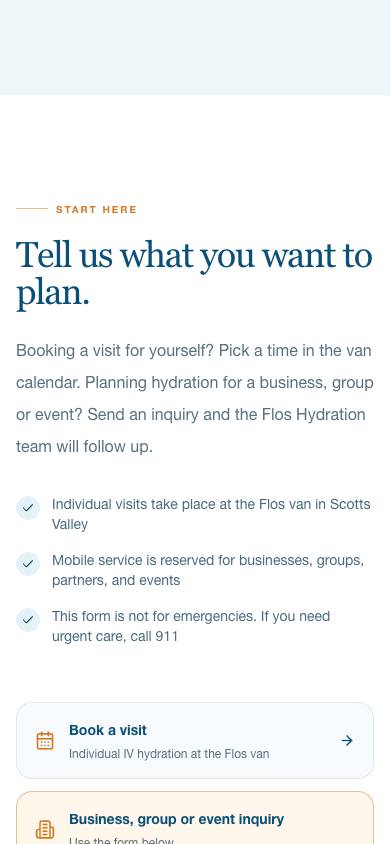 START HERE
Tell us what you want to
plan.
Booking a visit for yourself? Pick a time in the van
calendar. Planning hydration for a business, group
or event? Send an inquiry and the Flos Hydration
team will follow up.
Individual visits take place at the Flos van in Scotts
Valley
Mobile service is reserved for businesses, groups,
partners, and events
This form is not for emergencies. If you need
urgent care, call 911
Book a visit
Individual IV hydration at the Flos van
Business, group or event inquiry
Use the form below